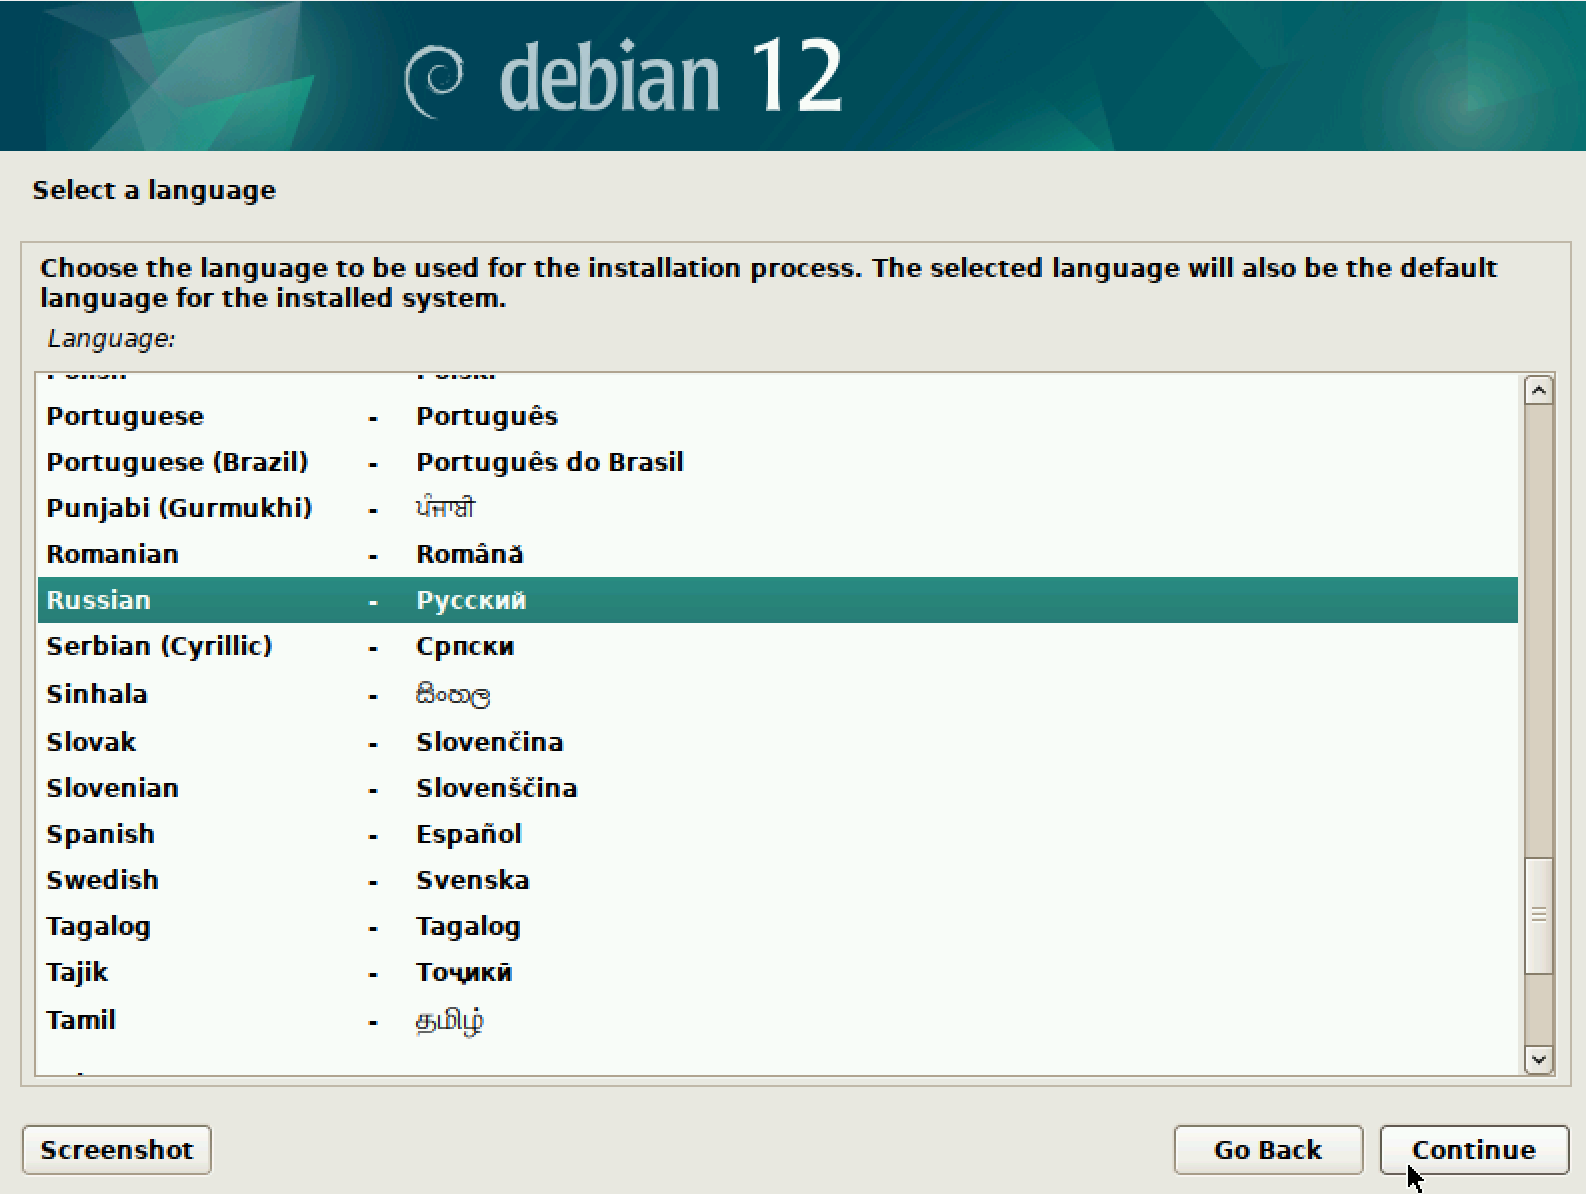 debian 12
Select a language
Choose the language to be used for the installation process. The selected language will also be the default
language for the installed system.
Language:
Portuguese - Português
Portuguese (Brazil) - Português do Brasil
Punjabi (Gurmukhi) - ਪੰਜਾਬੀ
Romanian - Română
Russian - Русский
Serbian (Cyrillic) - Српски
Sinhala - සිංහල
Slovak - Slovenčina
Slovenian - Slovenščina
Spanish - Español
Swedish - Svenska
Tagalog - Tagalog
Tajik - Тоҷикӣ
Tamil - தமிழ்
Screenshot Go Back Continue